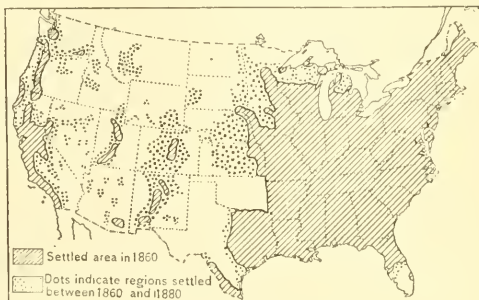 Settled area in 1860
Dots indicate regions settled
between 1860 and 1880